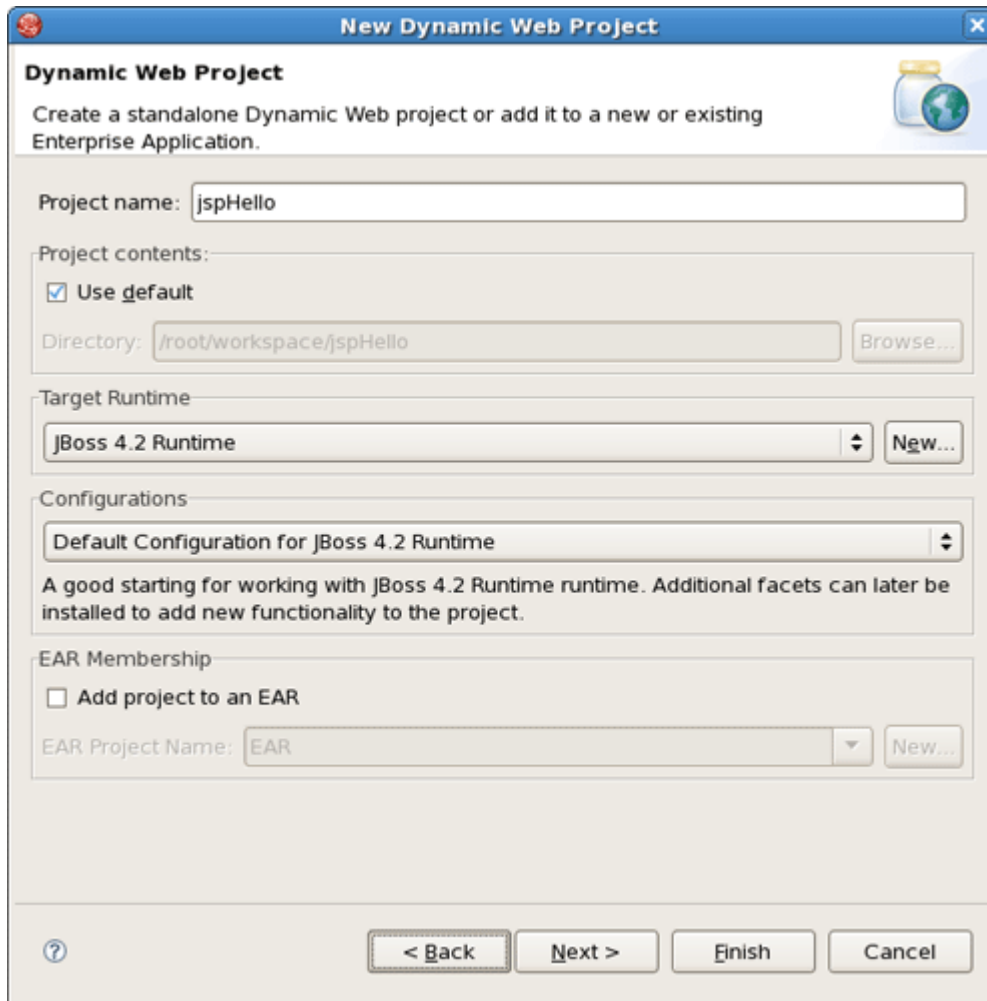 New Dynamic Web Project
Dynamic Web Project
Create a standalone Dynamic Web project or add it to a new or existing
Enterprise Application.
Project name: jspHello
Project contents:
Use default
Directory: /root/workspace/jspHello Browse...
Target Runtime
JBoss 4.2 Runtime New...
Configurations
Default Configuration for JBoss 4.2 Runtime
A good starting for working with JBoss 4.2 Runtime runtime. Additional facets can later be
installed to add new functionality to the project.
EAR Membership
Add project to an EAR
EAR Project Name: EAR New...
< Back Next > Finish Cancel